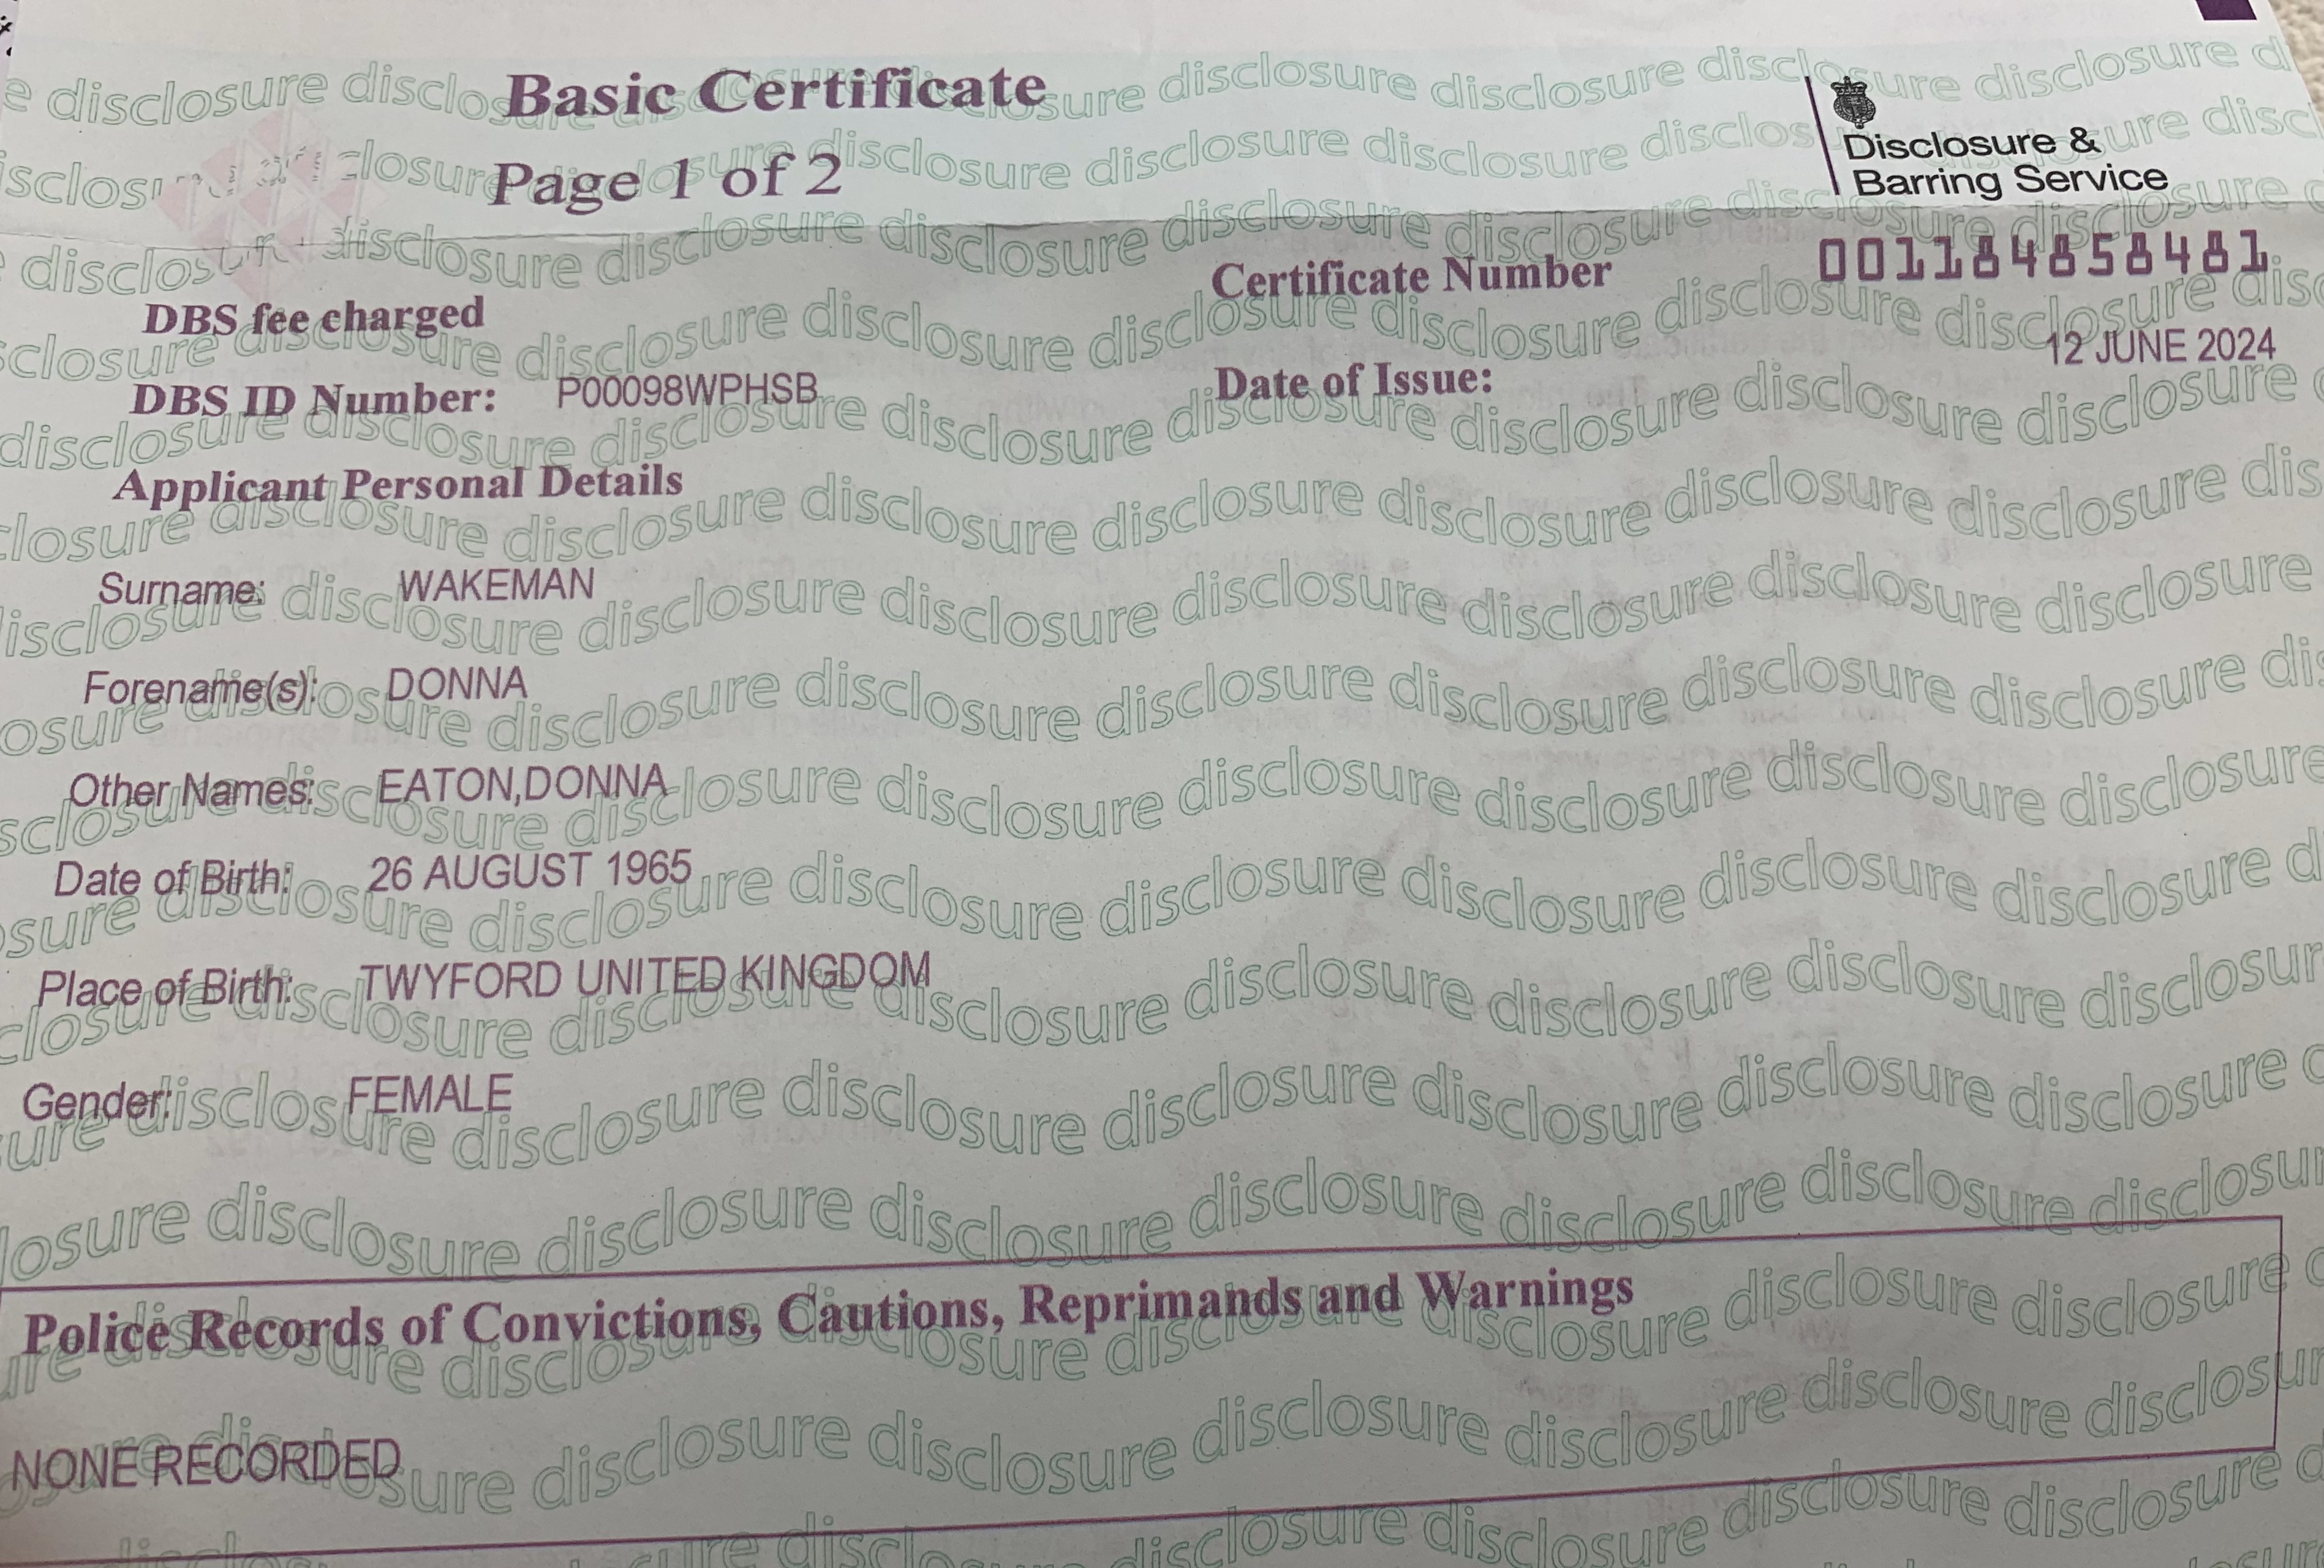 Basic Certificate
Page 1 of 2
Disclosure &
Barring Service
DBS fee charged
Certificate Number 001184858481
DBS ID Number: P00098WPHSB
Date of Issue: 12 JUNE 2024
Applicant Personal Details
Surname: WAKEMAN
Forename(s): DONNA
Other Names: EATON,DONNA
Date of Birth: 26 AUGUST 1965
Place of Birth: TWYFORD UNITED KINGDOM
Gender: FEMALE
Police Records of Convictions, Cautions, Reprimands and Warnings
NONE RECORDED